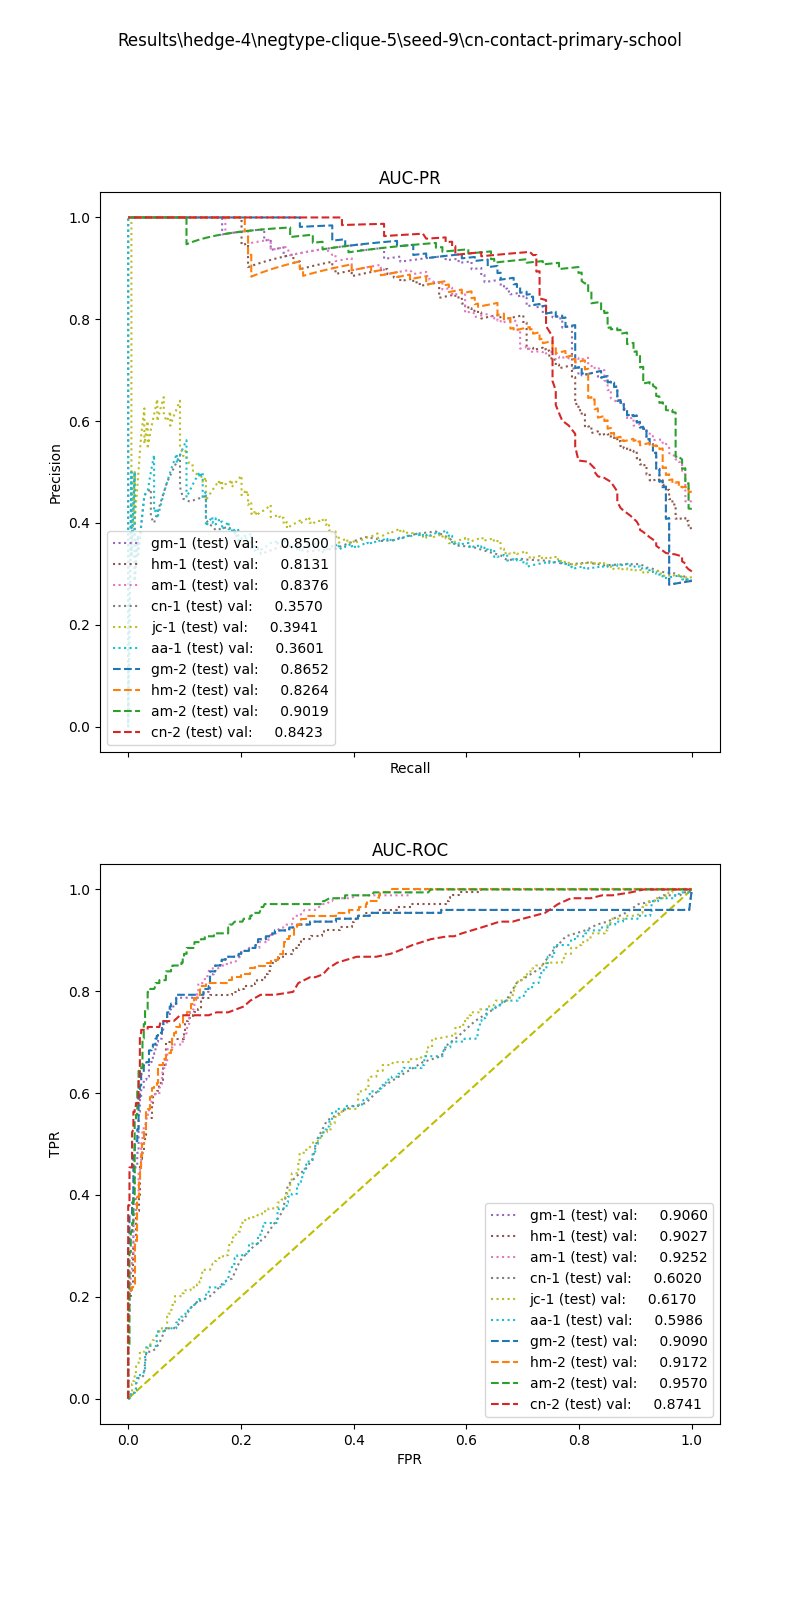 Results\hedge-4\negtype-clique-5\seed-9\cn-contact-primary-school
AUC-PR
1.0
0.8
0.6
0.4
0.2
0.0
Precision
gm-1 (test) val: 0.8500
hm-1 (test) val: 0.8131
am-1 (test) val: 0.8376
cn-1 (test) val: 0.3570
jc-1 (test) val: 0.3941
aa-1 (test) val: 0.3601
gm-2 (test) val: 0.8652
hm-2 (test) val: 0.8264
am-2 (test) val: 0.9019
cn-2 (test) val: 0.8423
Recall
AUC-ROC
1.0
0.8
0.6
0.4
0.2
0.0
TPR
gm-1 (test) val: 0.9060
hm-1 (test) val: 0.9027
am-1 (test) val: 0.9252
cn-1 (test) val: 0.6020
jc-1 (test) val: 0.6170
aa-1 (test) val: 0.5986
gm-2 (test) val: 0.9090
hm-2 (test) val: 0.9172
am-2 (test) val: 0.9570
cn-2 (test) val: 0.8741
0.0 0.2 0.4 0.6 0.8 1.0
FPR